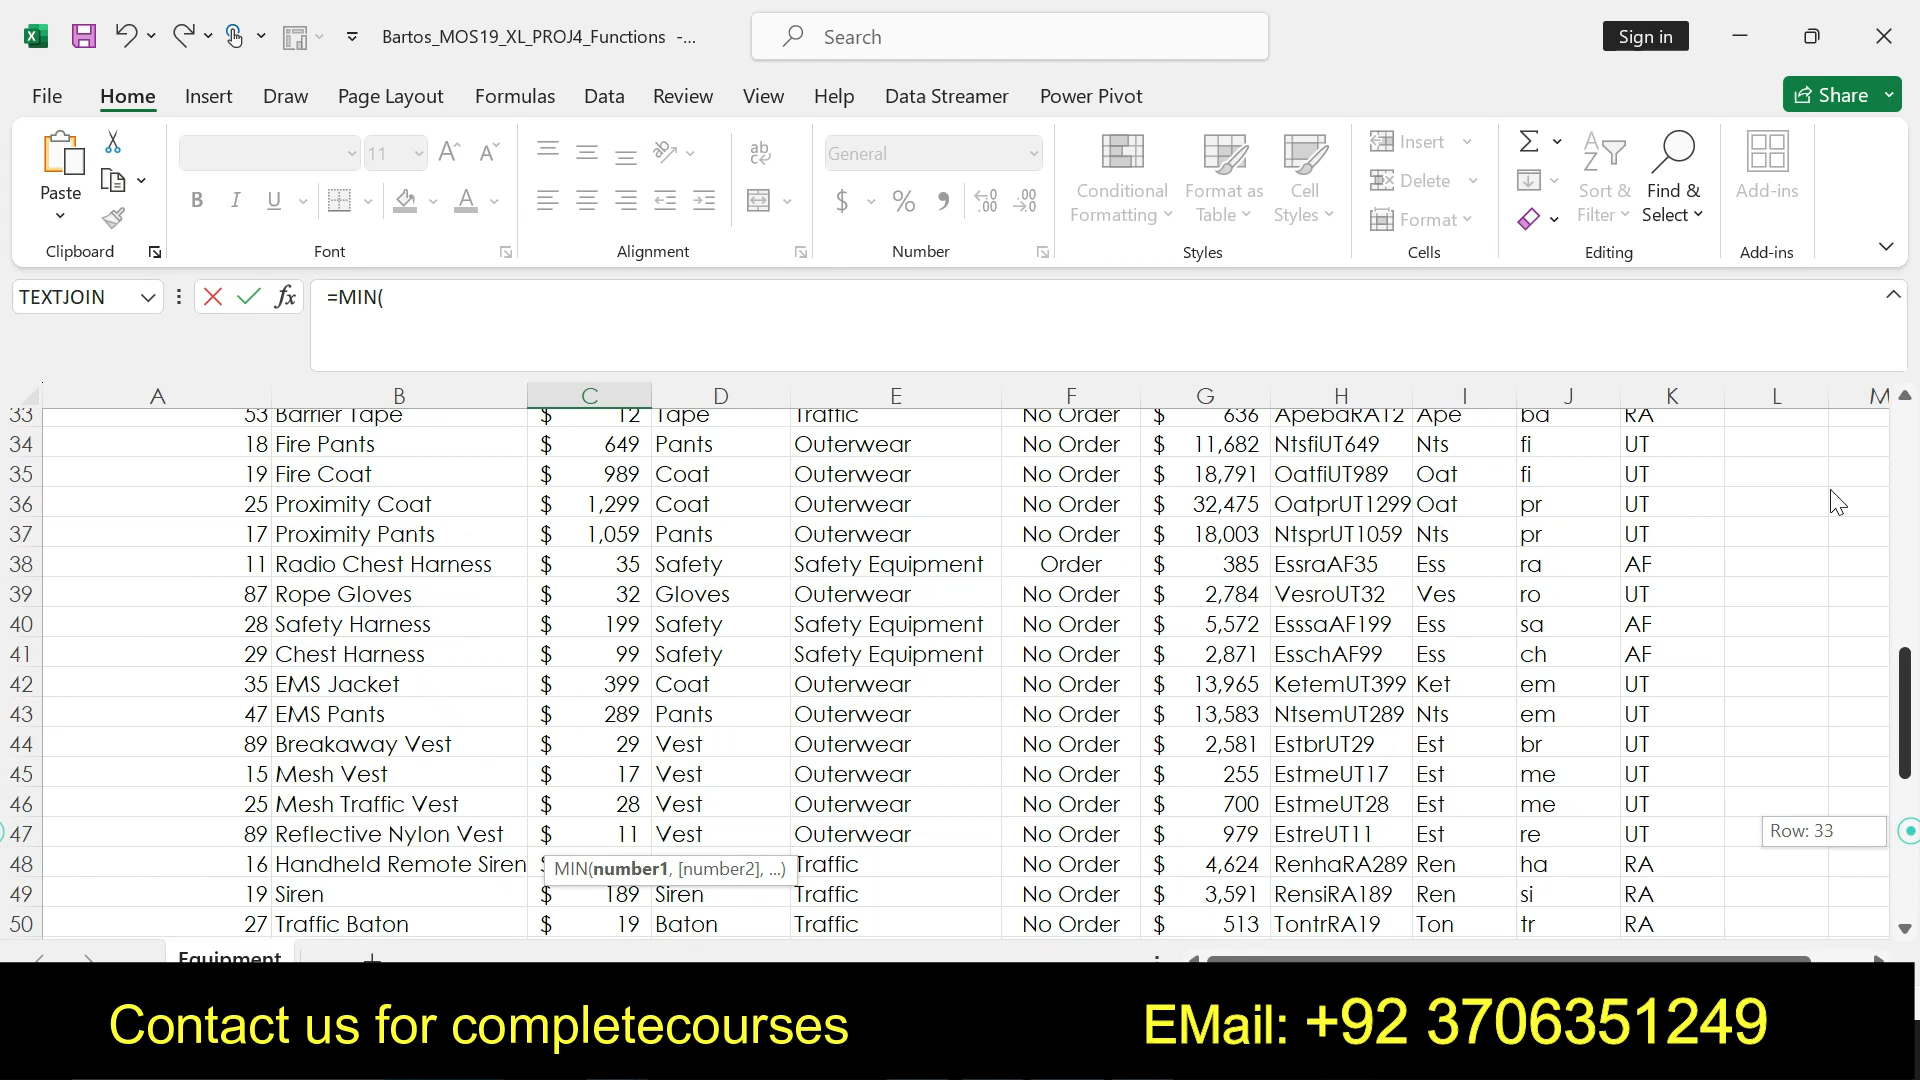 Bartos_MOS19_XL_PROJ4_Functions -...
Search
Sign in
File Home Insert Draw Page Layout Formulas Data Review View Help Data Streamer Power Pivot
Share
Paste
Clipboard
11
B I U
Font
Alignment
General
$ % ,
Number
Conditional Formatting
Format as Table
Cell Styles
Styles
Insert
Delete
Format
Cells
Sort & Filter
Find & Select
Editing
Add-ins
Add-ins
TEXTJOIN
fx
=MIN(
A B C D E F G H I J K L M
33 53 Barrier Tape $ 12 Tape Traffic No Order $ 636 ApebaRA12 Ape ba RA
34 18 Fire Pants $ 649 Pants Outerwear No Order $ 11,682 NtsfiUT649 Nts fi UT
35 19 Fire Coat $ 989 Coat Outerwear No Order $ 18,791 OatfiUT989 Oat fi UT
36 25 Proximity Coat $ 1,299 Coat Outerwear No Order $ 32,475 OatprUT1299 Oat pr UT
37 17 Proximity Pants $ 1,059 Pants Outerwear No Order $ 18,003 NtsprUT1059 Nts pr UT
38 11 Radio Chest Harness $ 35 Safety Safety Equipment Order $ 385 EssraAF35 Ess ra AF
39 87 Rope Gloves $ 32 Gloves Outerwear No Order $ 2,784 VesroUT32 Ves ro UT
40 28 Safety Harness $ 199 Safety Safety Equipment No Order $ 5,572 EsssaAF199 Ess sa AF
41 29 Chest Harness $ 99 Safety Safety Equipment No Order $ 2,871 EsschAF99 Ess ch AF
42 35 EMS Jacket $ 399 Coat Outerwear No Order $ 13,965 KetemUT399 Ket em UT
43 47 EMS Pants $ 289 Pants Outerwear No Order $ 13,583 NtsemUT289 Nts em UT
44 89 Breakaway Vest $ 29 Vest Outerwear No Order $ 2,581 EstbrUT29 Est br UT
45 15 Mesh Vest $ 17 Vest Outerwear No Order $ 255 EstmeUT17 Est me UT
46 25 Mesh Traffic Vest $ 28 Vest Outerwear No Order $ 700 EstmeUT28 Est me UT
47 89 Reflective Nylon Vest $ 11 Vest Outerwear No Order $ 979 EstreUT11 Est re UT
Row: 33
48 16 Handheld Remote Siren Traffic No Order $ 4,624 RenhaRA289 Ren ha RA
MIN(number1, [number2], ...)
49 19 Siren $ 189 Siren Traffic No Order $ 3,591 RensiRA189 Ren si RA
50 27 Traffic Baton $ 19 Baton Traffic No Order $ 513 TontrRA19 Ton tr RA
Equipment
Contact us for completecourses
EMail: +92 3706351249